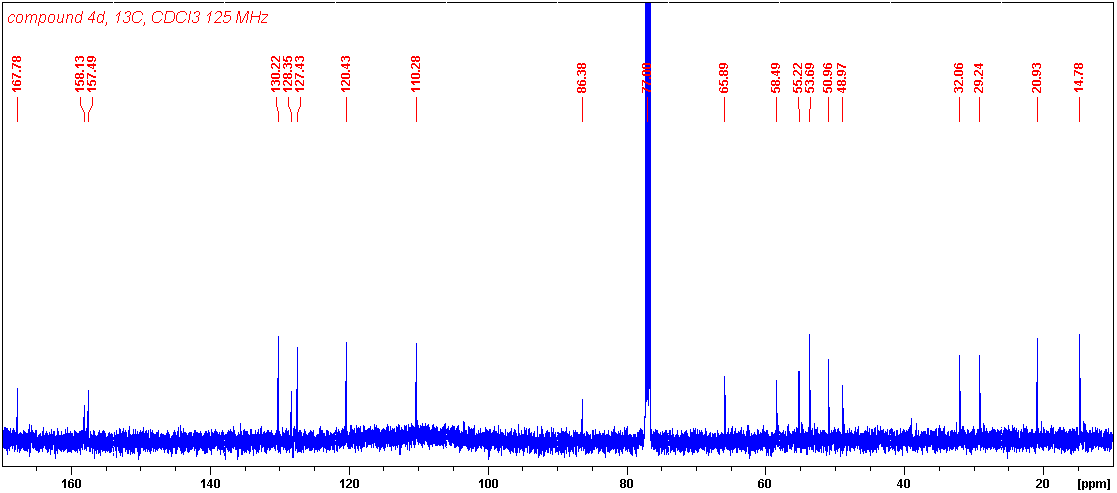 compound 4d, 13C, CDCl3 125 MHz
167.78 158.13 157.49 130.22 128.35 127.43 120.43 110.28 86.38 77.00 65.89 58.49 55.22 53.69 50.96 48.97 32.06 29.24 20.93 14.78
160 140 120 100 80 60 40 20 [ppm]